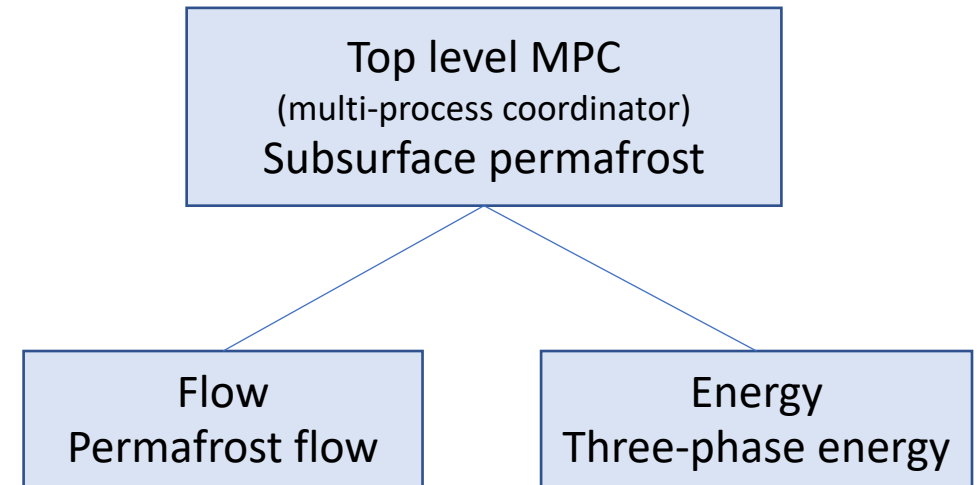 Top level MPC
(multi-process coordinator)
Subsurface permafrost
Flow
Permafrost flow
Energy
Three-phase energy